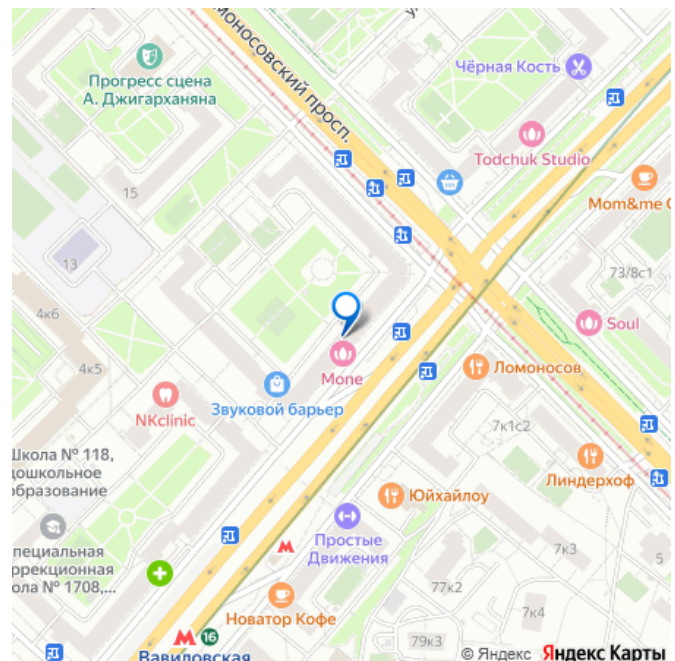 моносовский просп.
Прогресс сцена
А. Джигарханяна
Чёрная Кость
Todchuk Studio
Mom&me C
15
13
73/8с1
4к6
4к5
Soul
Mone
Ломоносов
Звуковой барьер
NKclinic
7к1с2
Школа № 118,
дошкольное
образование
Линдерхоф
Юйхайлоу
Простые
Движения
пециальная
ррекционная
ола № 1708,...
7к3
5
77к2
Новатор Кофе
7к4
16
79к3
Вавиловская
© Яндекс Яндекс Карты